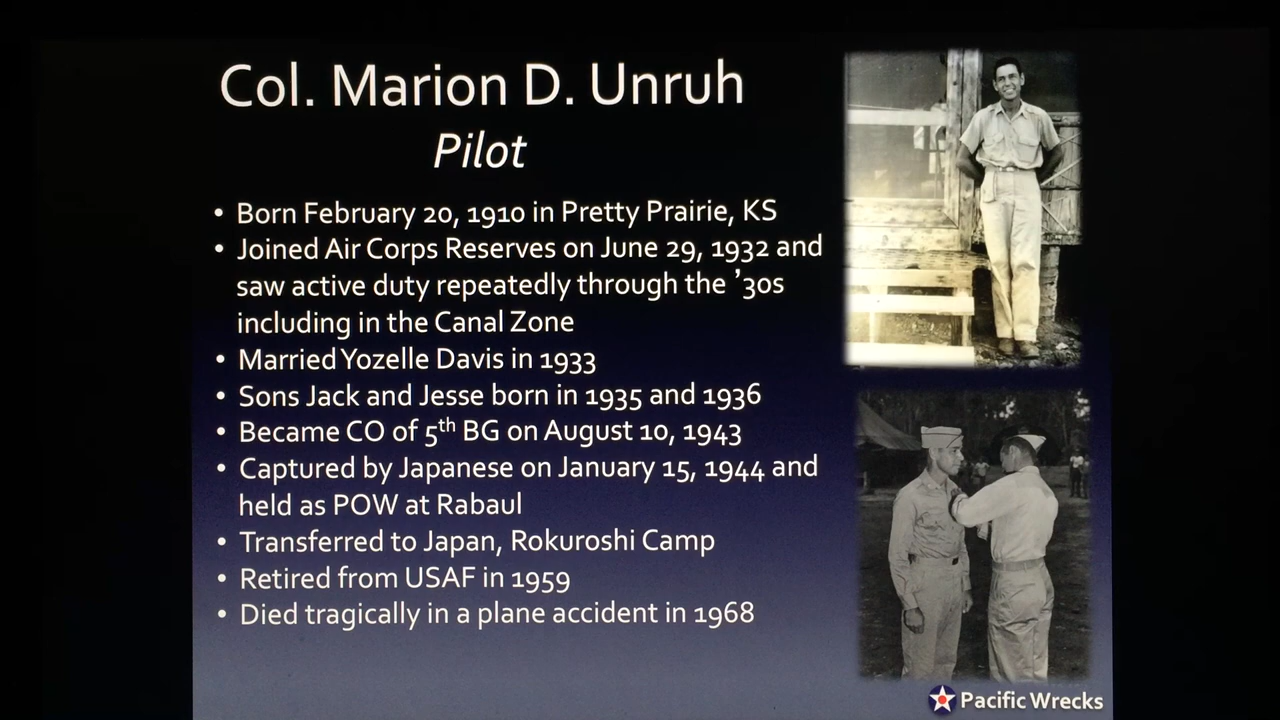 Col. Marion D. Unruh
Pilot
• Born February 20, 1910 in Pretty Prairie, KS
• Joined Air Corps Reserves on June 29, 1932 and
saw active duty repeatedly through the ’30s
including in the Canal Zone
• Married Yozelle Davis in 1933
• Sons Jack and Jesse born in 1935 and 1936
• Became CO of 5th BG on August 10, 1943
• Captured by Japanese on January 15, 1944 and
held as POW at Rabaul
• Transferred to Japan, Rokuroshi Camp
• Retired from USAF in 1959
• Died tragically in a plane accident in 1968
Pacific Wrecks